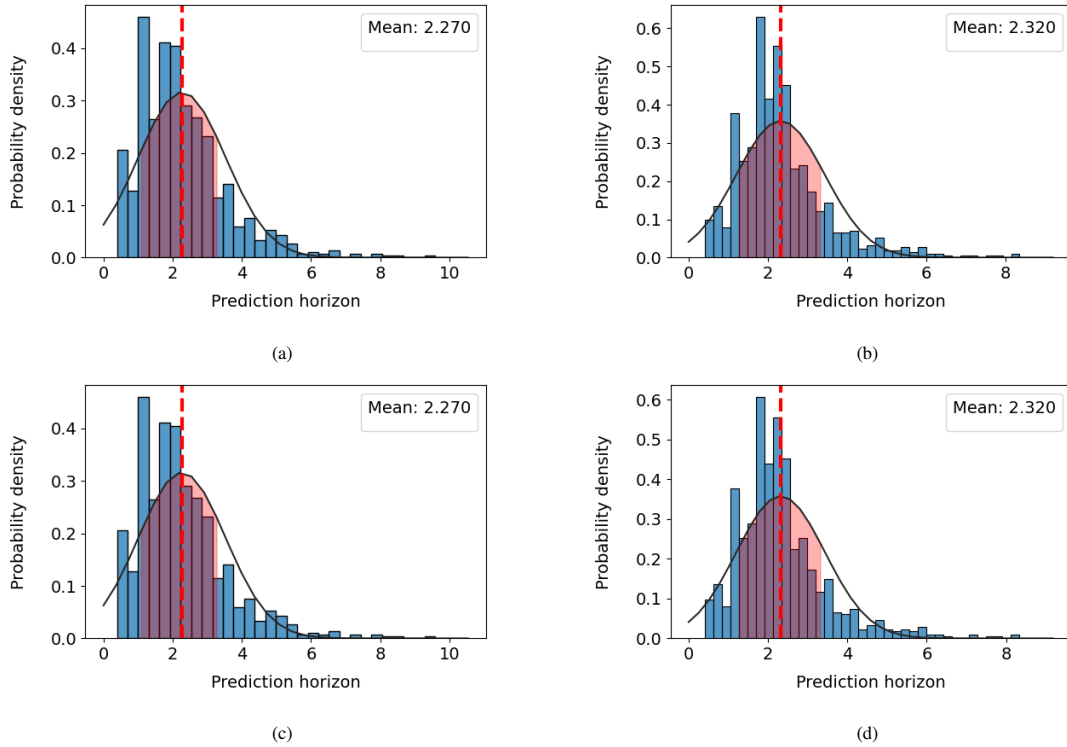 Mean: 2.270
Probability density
0.4
0.3
0.2
0.1
0.0
0 2 4 6 8 10
Prediction horizon
(a)
Mean: 2.320
Probability density
0.6
0.5
0.4
0.3
0.2
0.1
0.0
0 2 4 6 8
Prediction horizon
(b)
Mean: 2.270
Probability density
0.4
0.3
0.2
0.1
0.0
0 2 4 6 8 10
Prediction horizon
(c)
Mean: 2.320
Probability density
0.6
0.5
0.4
0.3
0.2
0.1
0.0
0 2 4 6 8
Prediction horizon
(d)